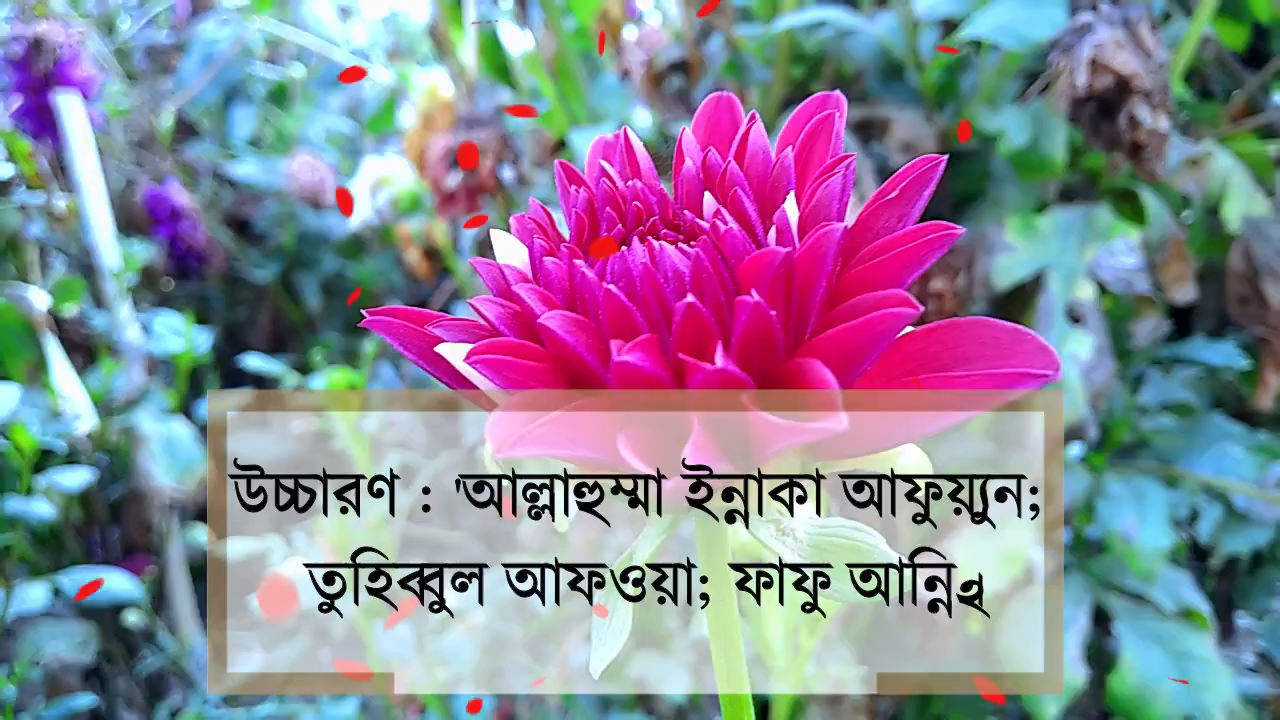 উচ্চারণ : 'আল্লাহুম্মা ইন্নাকা আফুয়্যুন;
তুহিব্বুল আফওয়া; ফাফু আন্নি